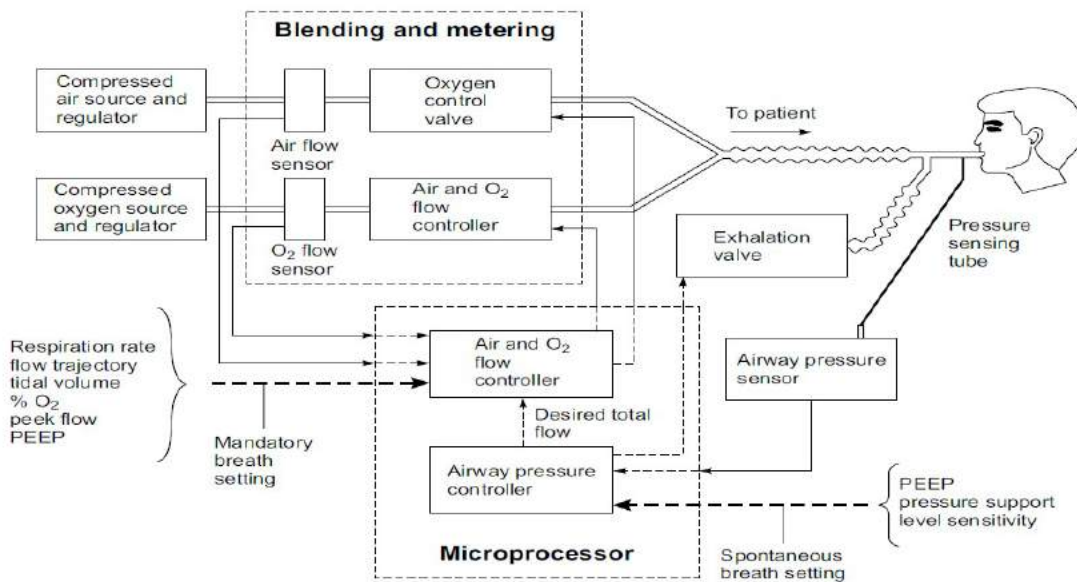 Blending and metering
Compressed
air source and
regulator
Air flow
sensor
Oxygen
control
valve
To patient
Compressed
oxygen source
and regulator
O₂ flow
sensor
Air and O₂
flow
controller
Exhalation
valve
Pressure
sensing
tube
Respiration rate
flow trajectory
tidal volume
% O₂
peek flow
PEEP
Mandatory
breath
setting
Air and O₂
flow
controller
Desired total
flow
Airway pressure
controller
Airway pressure
sensor
PEEP
pressure support
level sensitivity
Spontaneous
breath setting
Microprocessor